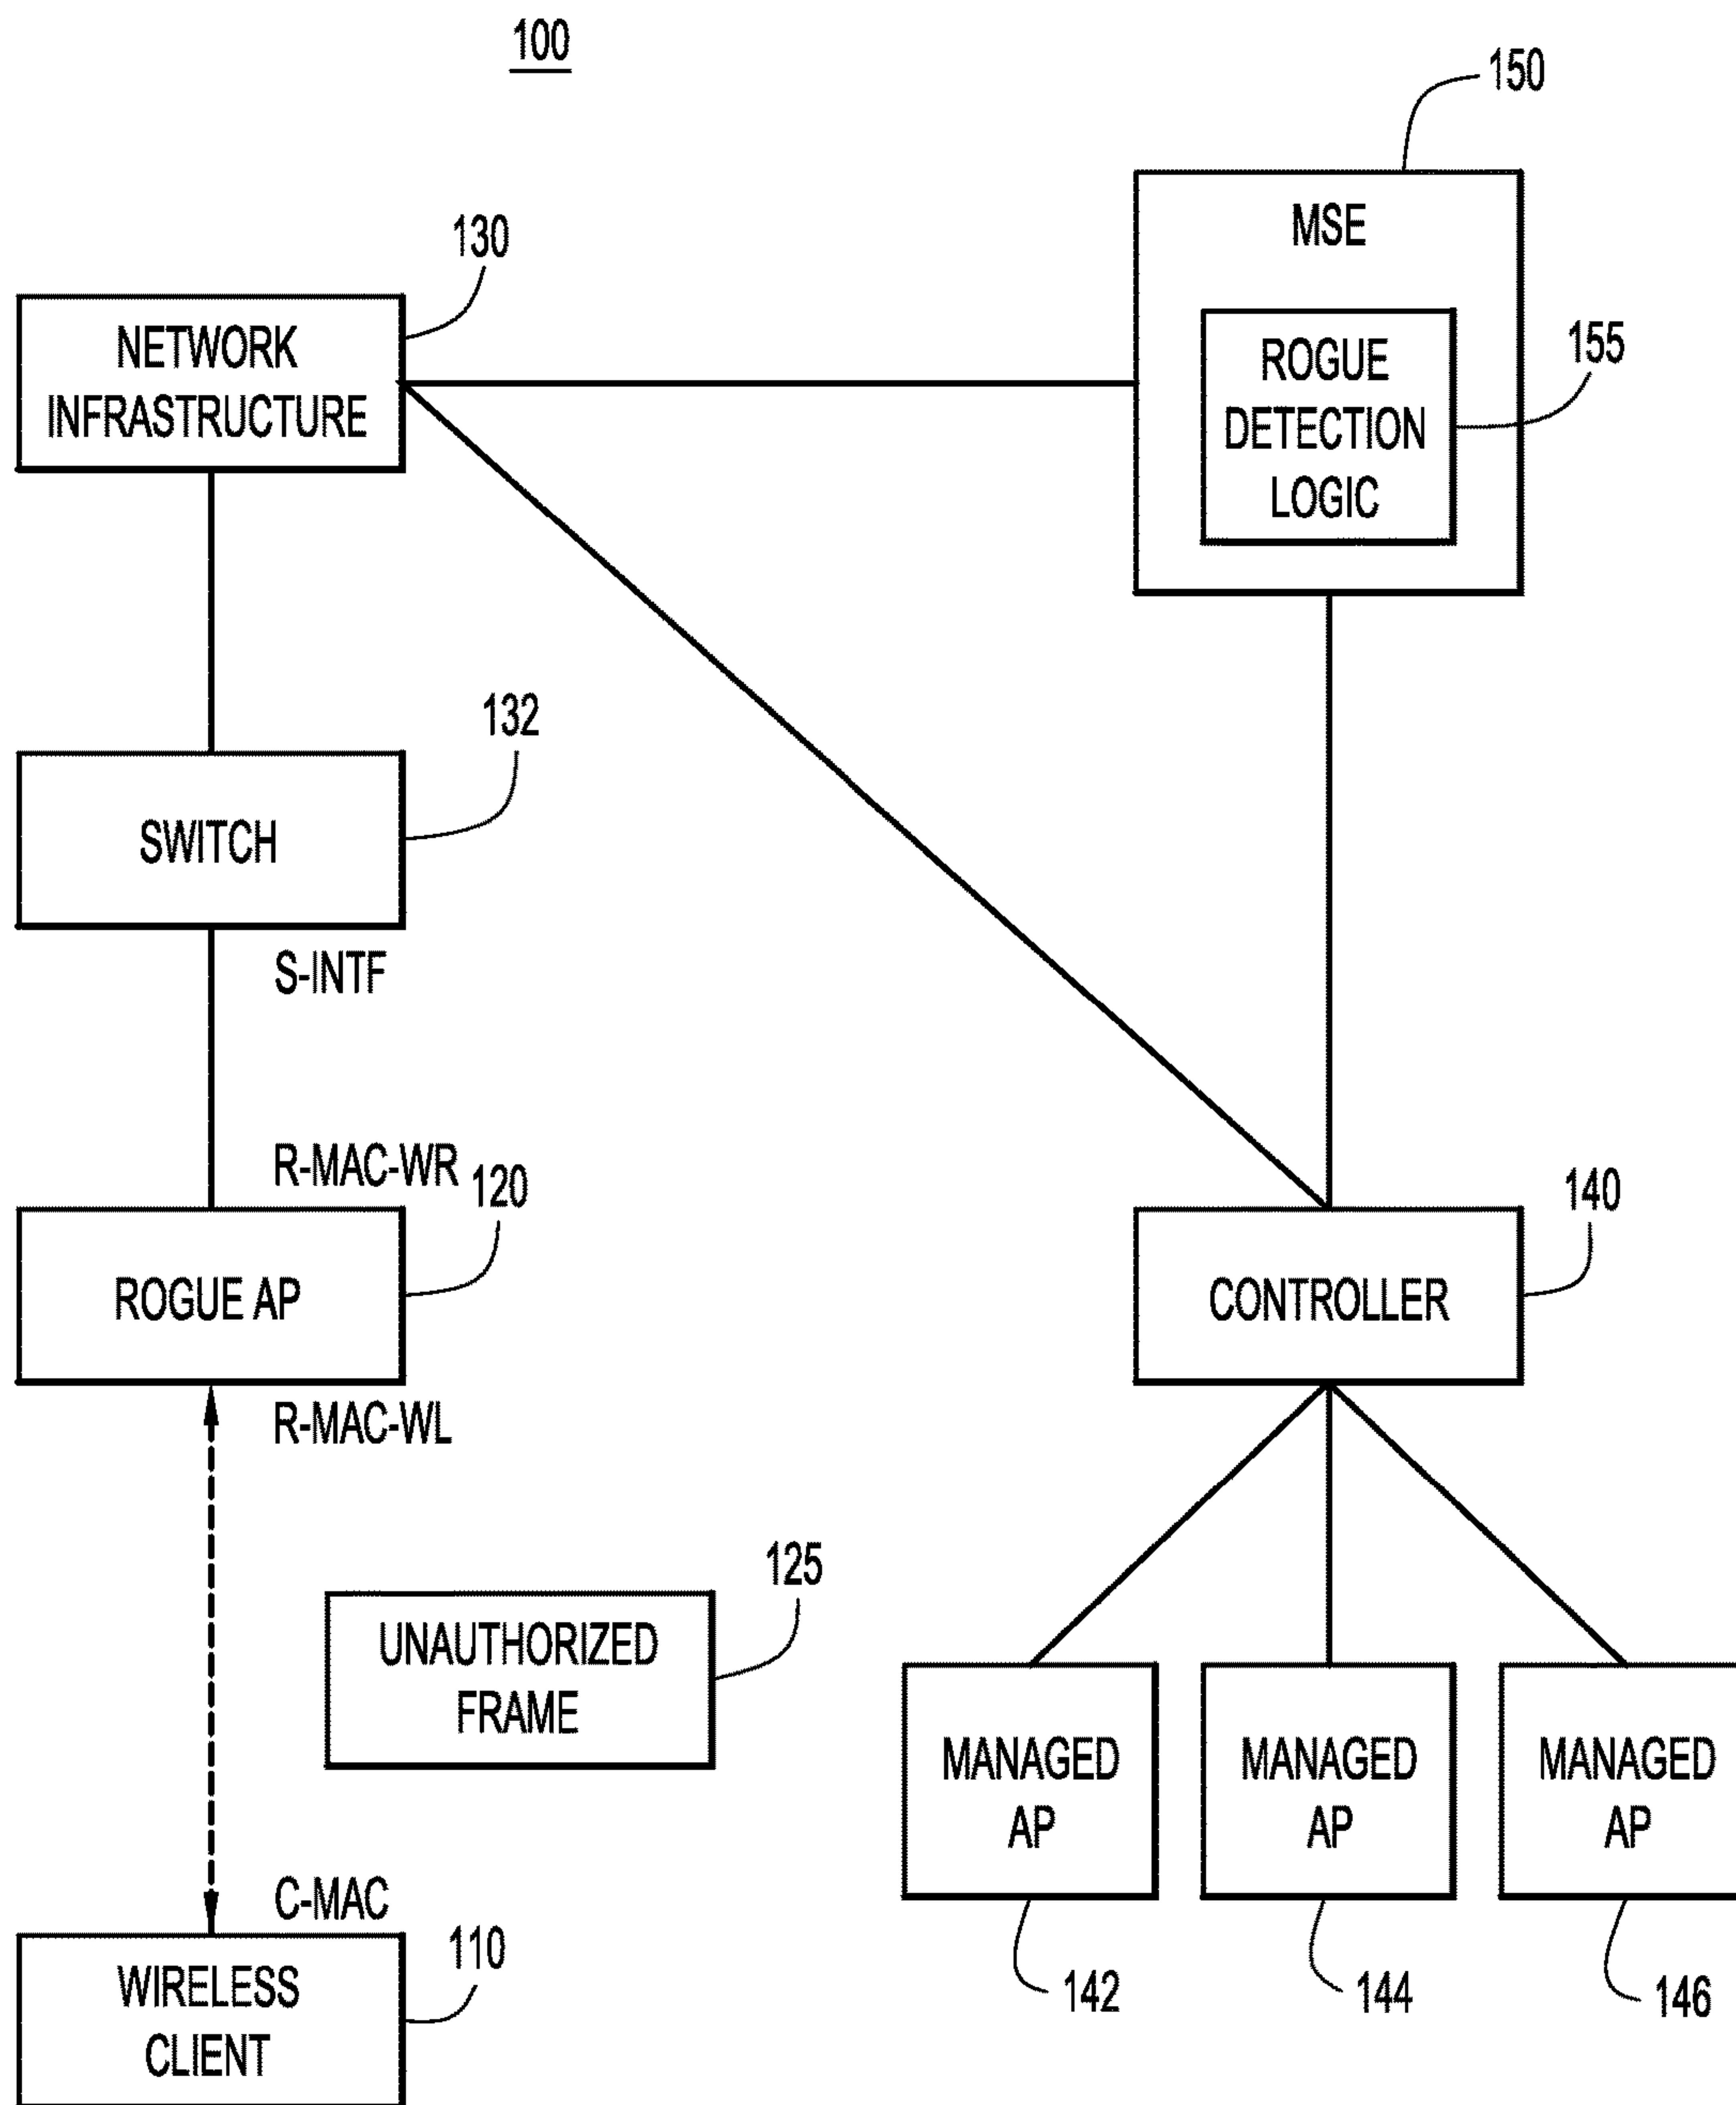 100
150
MSE
130
NETWORK
INFRASTRUCTURE
155
ROGUE
DETECTION
LOGIC
132
SWITCH
S-INTF
R-MAC-WR
120
140
ROGUE AP
CONTROLLER
R-MAC-WL
125
UNAUTHORIZED
FRAME
MANAGED
AP
MANAGED
AP
MANAGED
AP
C-MAC
110
WIRELESS
CLIENT
142
144
146